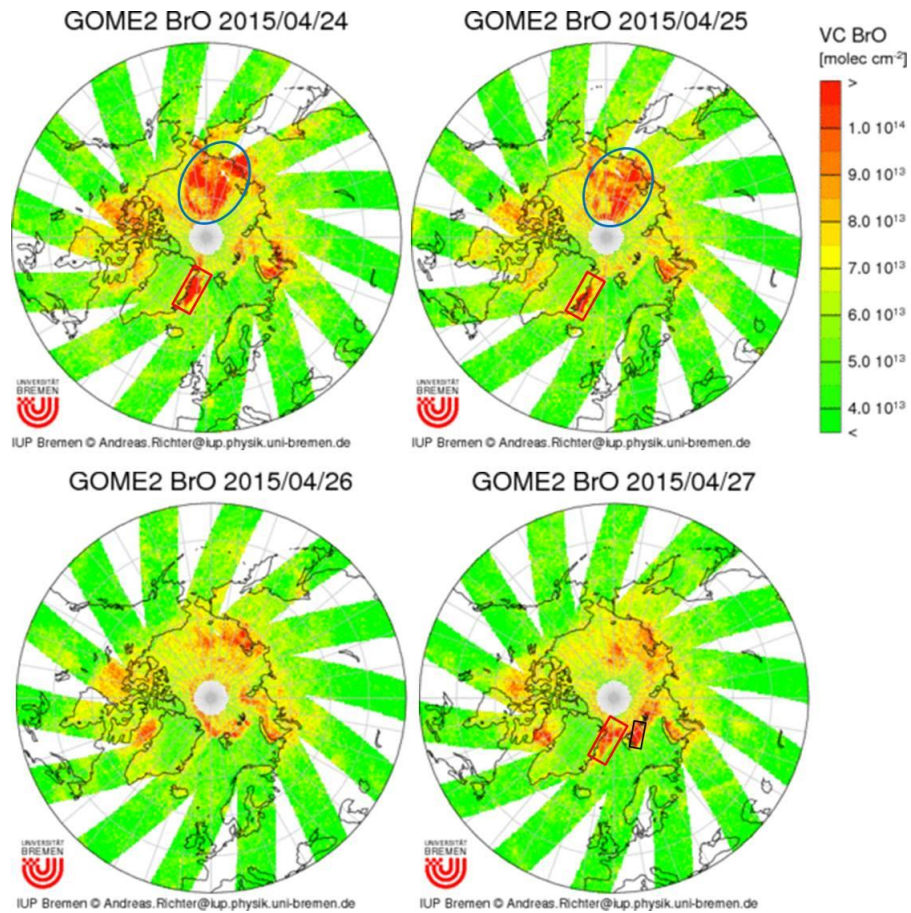 GOME2 BrO 2015/04/24
GOME2 BrO 2015/04/25
VC BrO
[molec cm⁻²]
>
1.0 10¹⁴
9.0 10¹³
8.0 10¹³
7.0 10¹³
6.0 10¹³
5.0 10¹³
4.0 10¹³
<
UNIVERSITÄT
BREMEN
IUP Bremen © Andreas.Richter@iup.physik.uni-bremen.de
UNIVERSITÄT
BREMEN
IUP Bremen © Andreas.Richter@iup.physik.uni-bremen.de
GOME2 BrO 2015/04/26
GOME2 BrO 2015/04/27
UNIVERSITÄT
BREMEN
IUP Bremen © Andreas.Richter@iup.physik.uni-bremen.de
UNIVERSITÄT
BREMEN
IUP Bremen © Andreas.Richter@iup.physik.uni-bremen.de